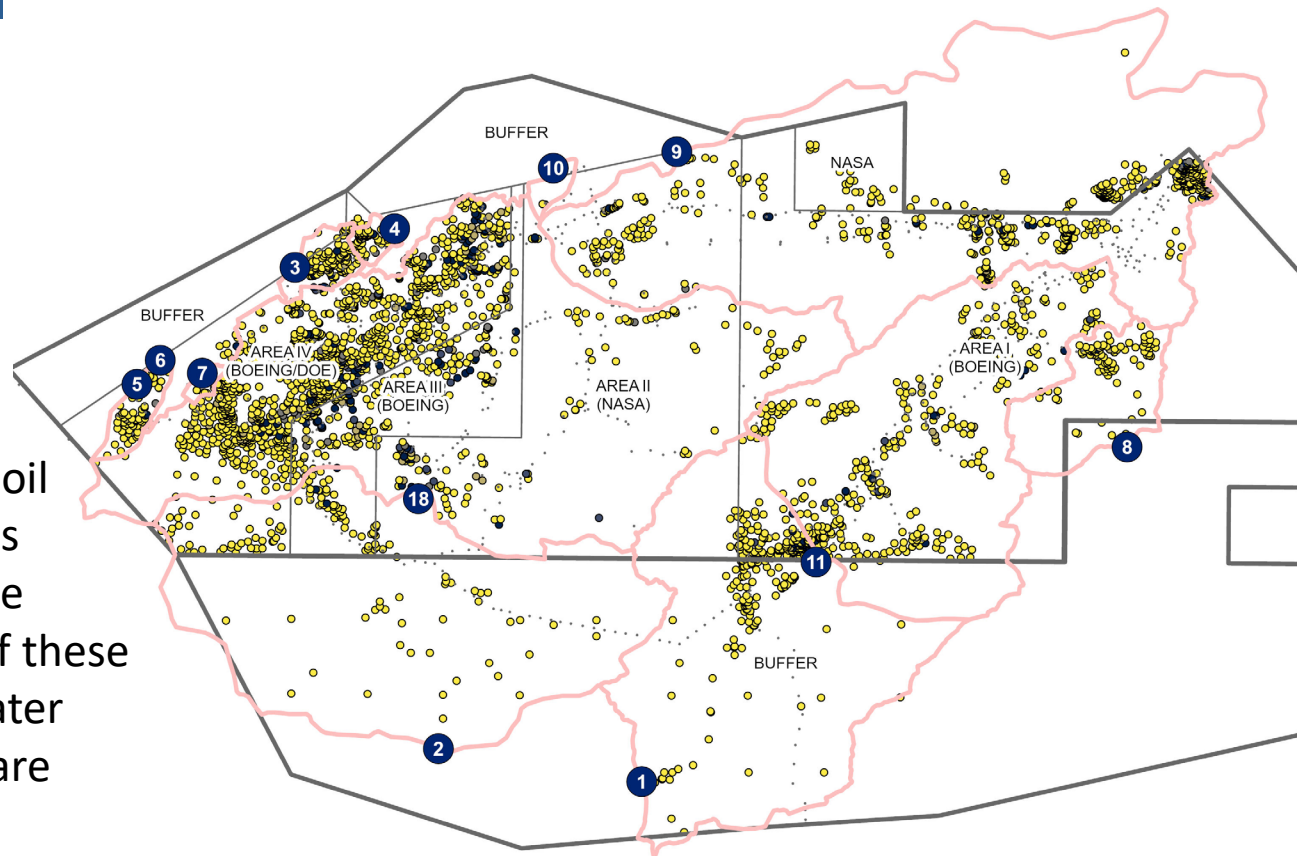 BUFFER
9
10
NASA
4
3
BUFFER
6
AREA IV
(BOEING/DOE)
7
5
AREA III
(BOEING)
AREA II
(NASA)
AREA I
(BOEING)
8
oil
s
18
e
11
f these
BUFFER
ater
2
are
1